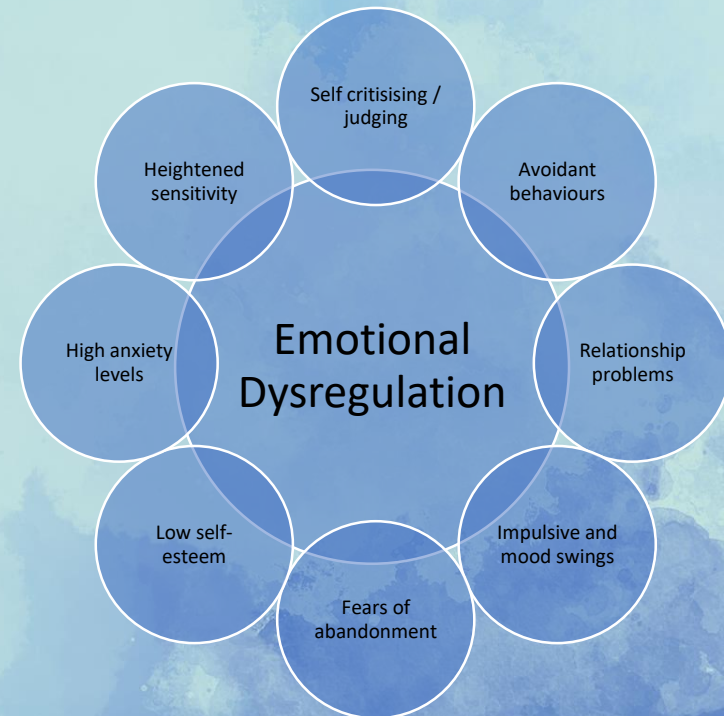 Self critisising /
judging
Avoidant
behaviours
Relationship
problems
Impulsive and
mood swings
Fears of
abandonment
Low self-
esteem
High anxiety
levels
Heightened
sensitivity
Emotional
Dysregulation